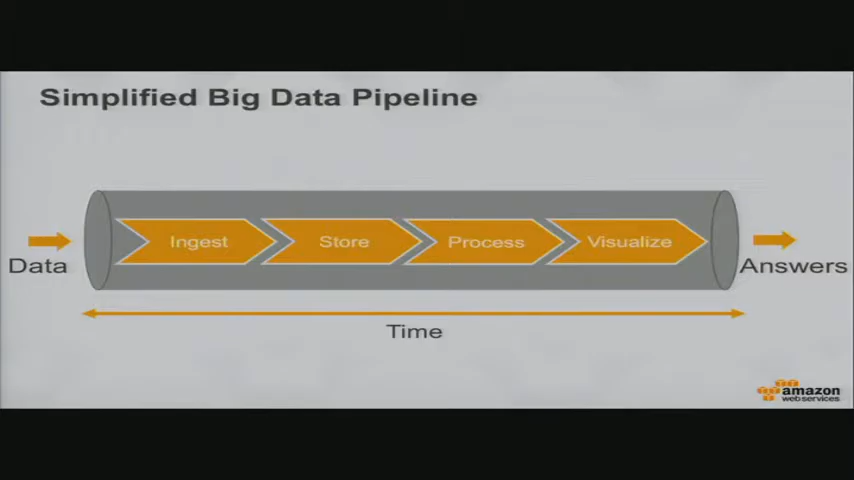 Simplified Big Data Pipeline
Ingest
Store
Process
Visualize
Data
Answers
Time
amazon
webservices